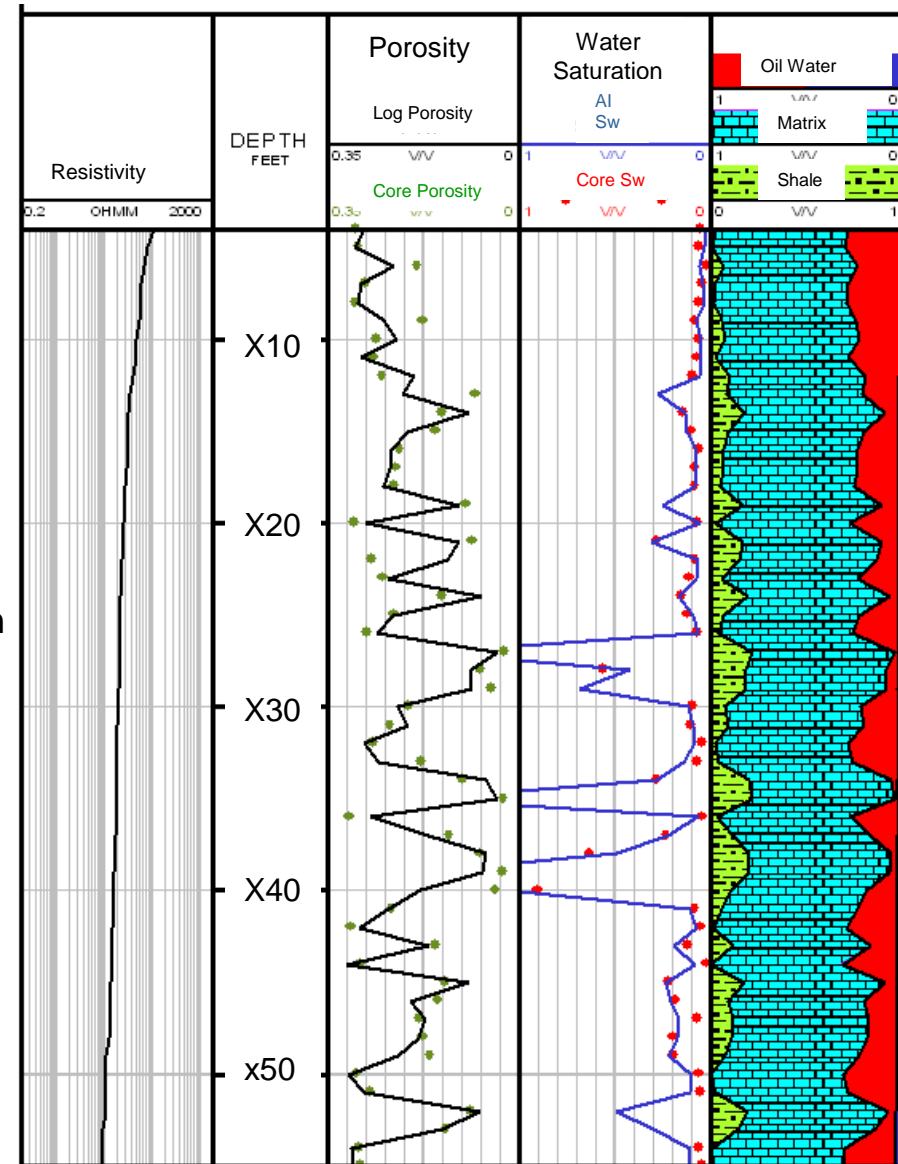 Resistivity
0.2 OHMM 2000
DEPTH
FEET
Porosity
Log Porosity
0.35 V/V 0
Core Porosity
V/V 0
Water
Saturation
AI
Sw
1 V/V 0
Core Sw
1 V/V 0
Oil Water
1 V/V 0
Matrix
1 V/V 0
Shale
0 V/V 1
X10
X20
n
X30
X40
x50